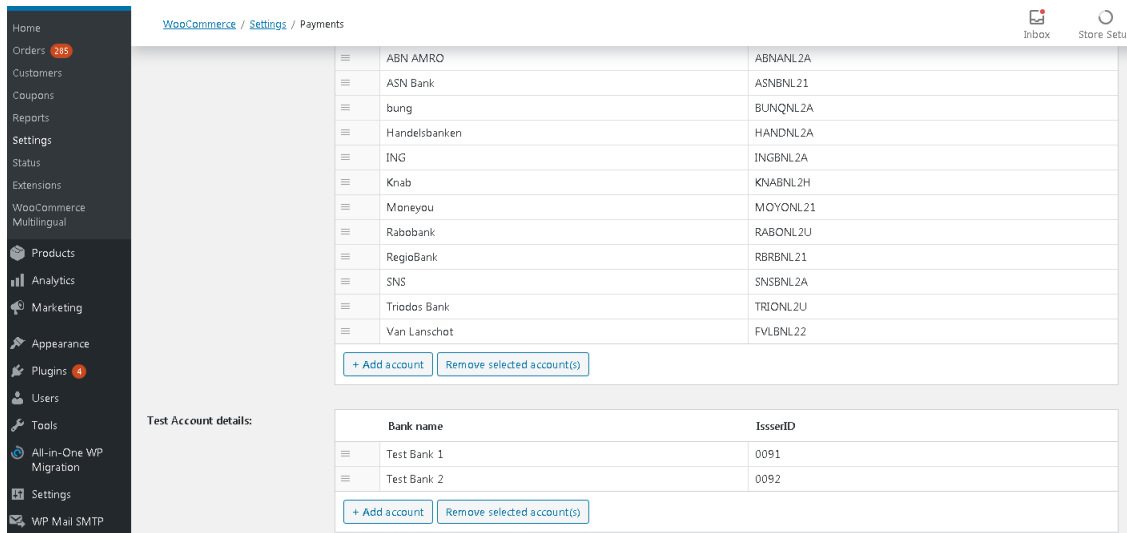 WooCommerce / Settings / Payments
Inbox
Store Setu
Home
Orders 285
Customers
Coupons
Reports
Settings
Status
Extensions
WooCommerce
Multilingual
Products
Analytics
Marketing
Appearance
Plugins 4
Users
Tools
All-in-One WP
Migration
Settings
WP Mail SMTP
ABN AMRO ABNANL2A
ASN Bank ASNBNL21
bunq BUNQNL2A
Handelsbanken HANDNL2A
ING INGBNL2A
Knab KNABNL2H
Moneyou MOYONL21
Rabobank RABONL2U
RegioBank RBRBNL21
SNS SNSBNL2A
Triodos Bank TRIONL2U
Van Lanschot FVLBNL22
+ Add account Remove selected account(s)
Test Account details:
Bank name IssserID
Test Bank 1 0091
Test Bank 2 0092
+ Add account Remove selected account(s)